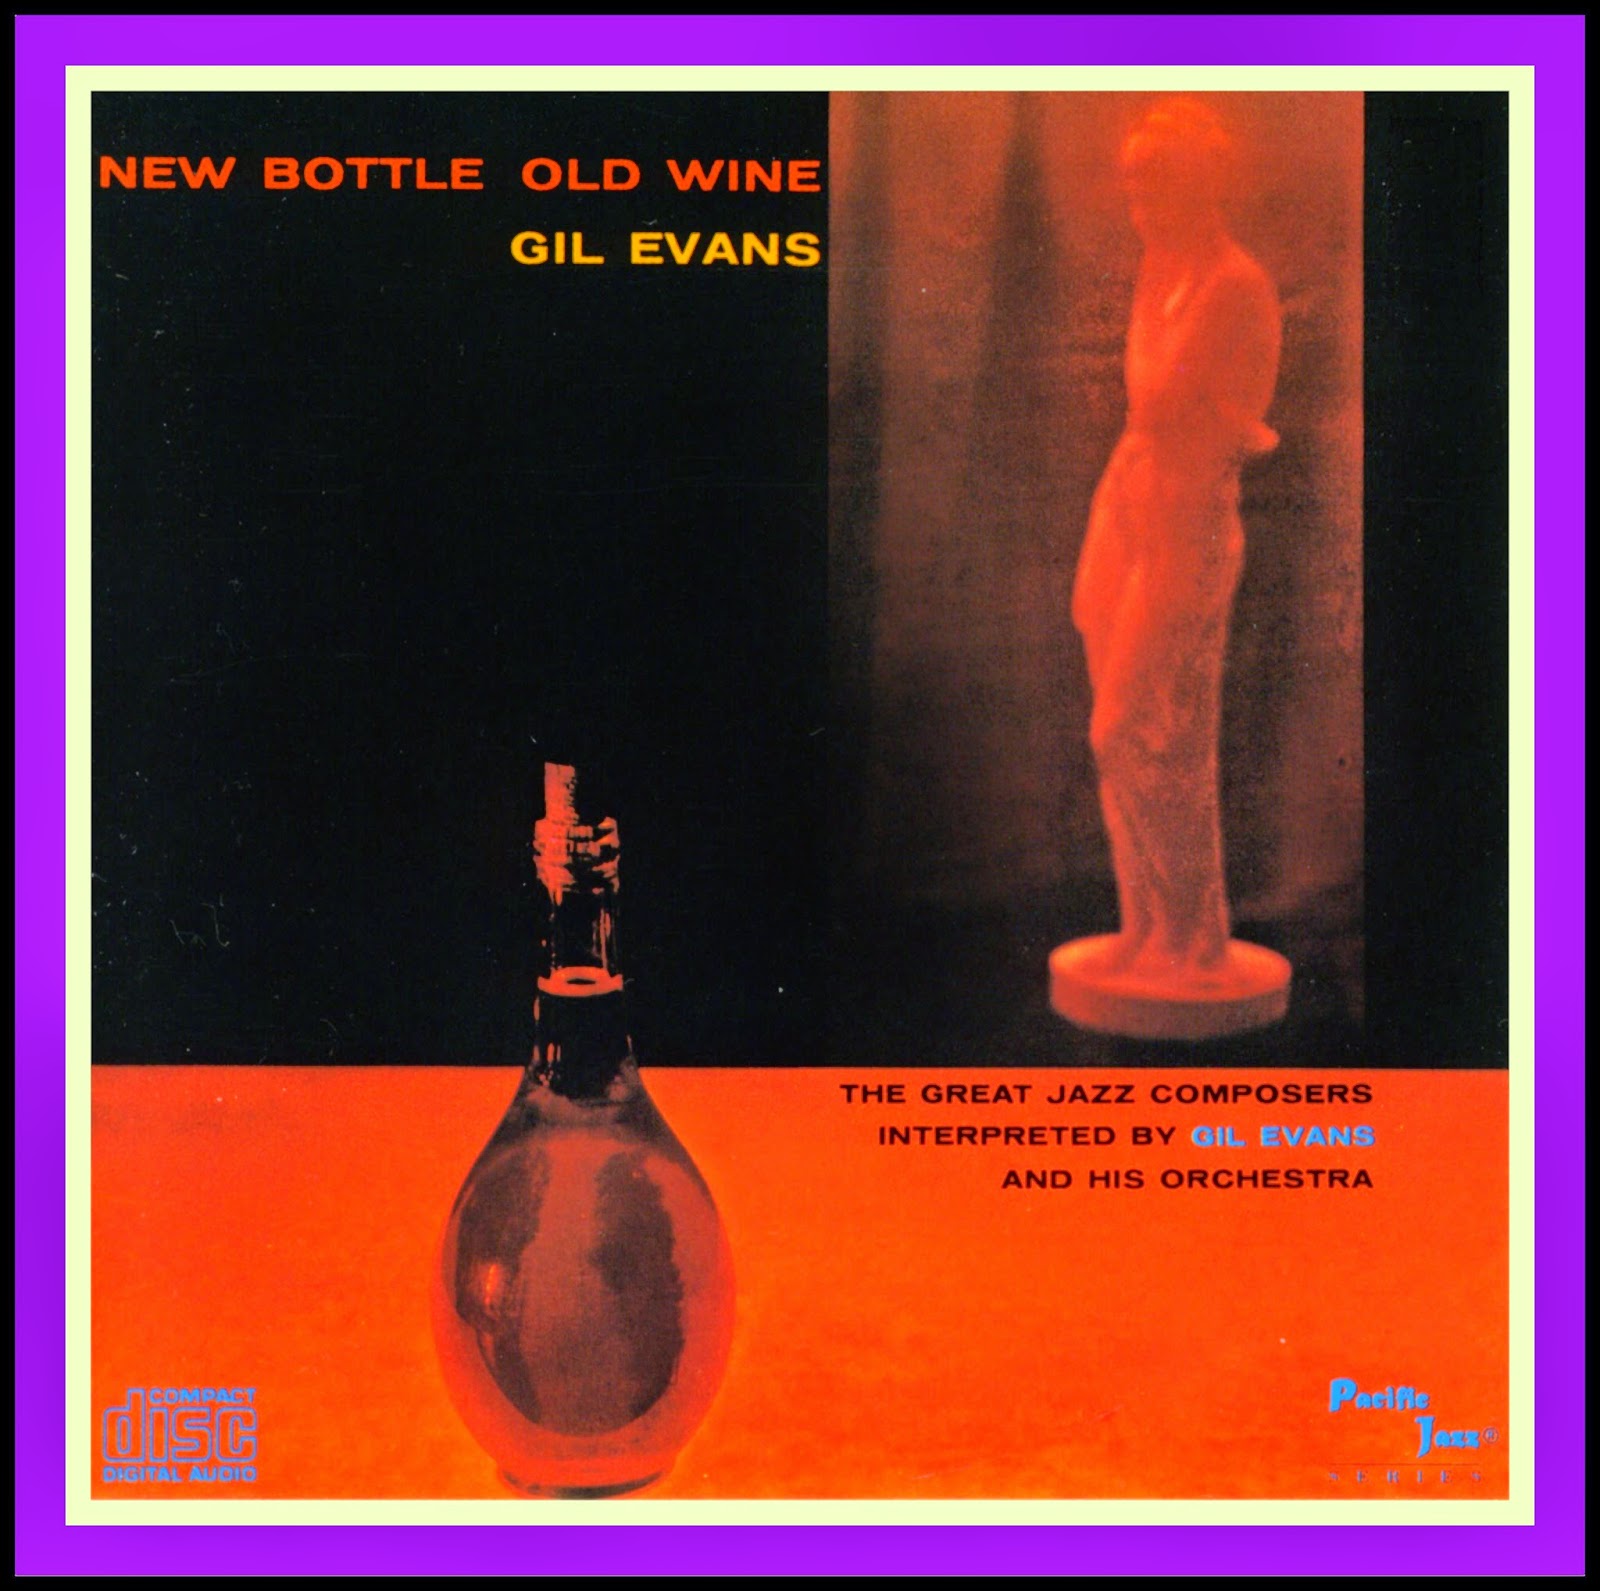 NEW BOTTLE OLD WINE
GIL EVANS
THE GREAT JAZZ COMPOSERS
INTERPRETED BY GIL EVANS
AND HIS ORCHESTRA
COMPACT
disc
DIGITAL AUDIO
Pacific
Jazz®
SERIES